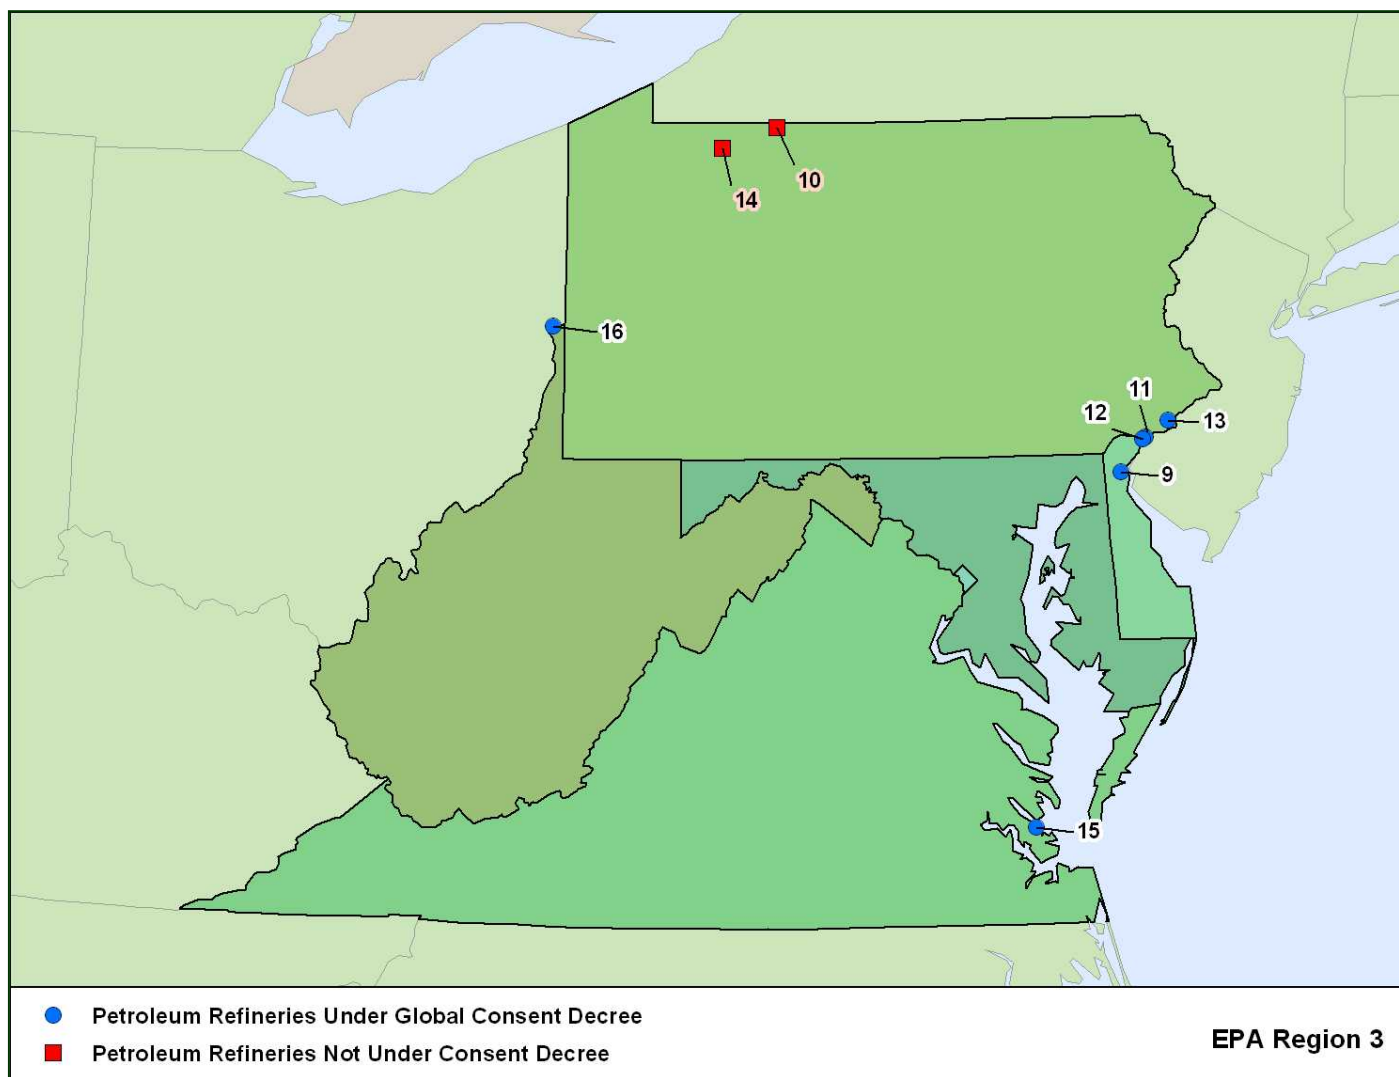 10
14
16
11
12
13
9
15
Petroleum Refineries Under Global Consent Decree
Petroleum Refineries Not Under Consent Decree
EPA Region 3